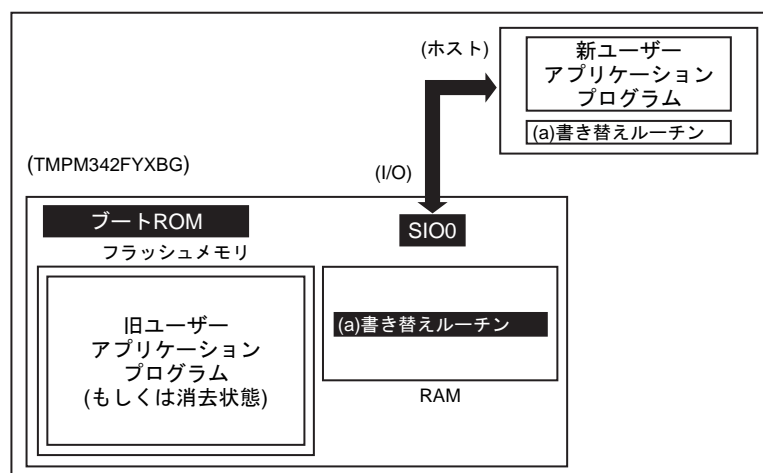 (ホスト)
新ユーザー
アプリケーション
プログラム
(a)書き替えルーチン
(TMPM342FYXBG)
(I/O)
ブートROM
SIO0
フラッシュメモリ
旧ユーザー
アプリケーション
プログラム
(もしくは消去状態)
(a)書き替えルーチン
RAM